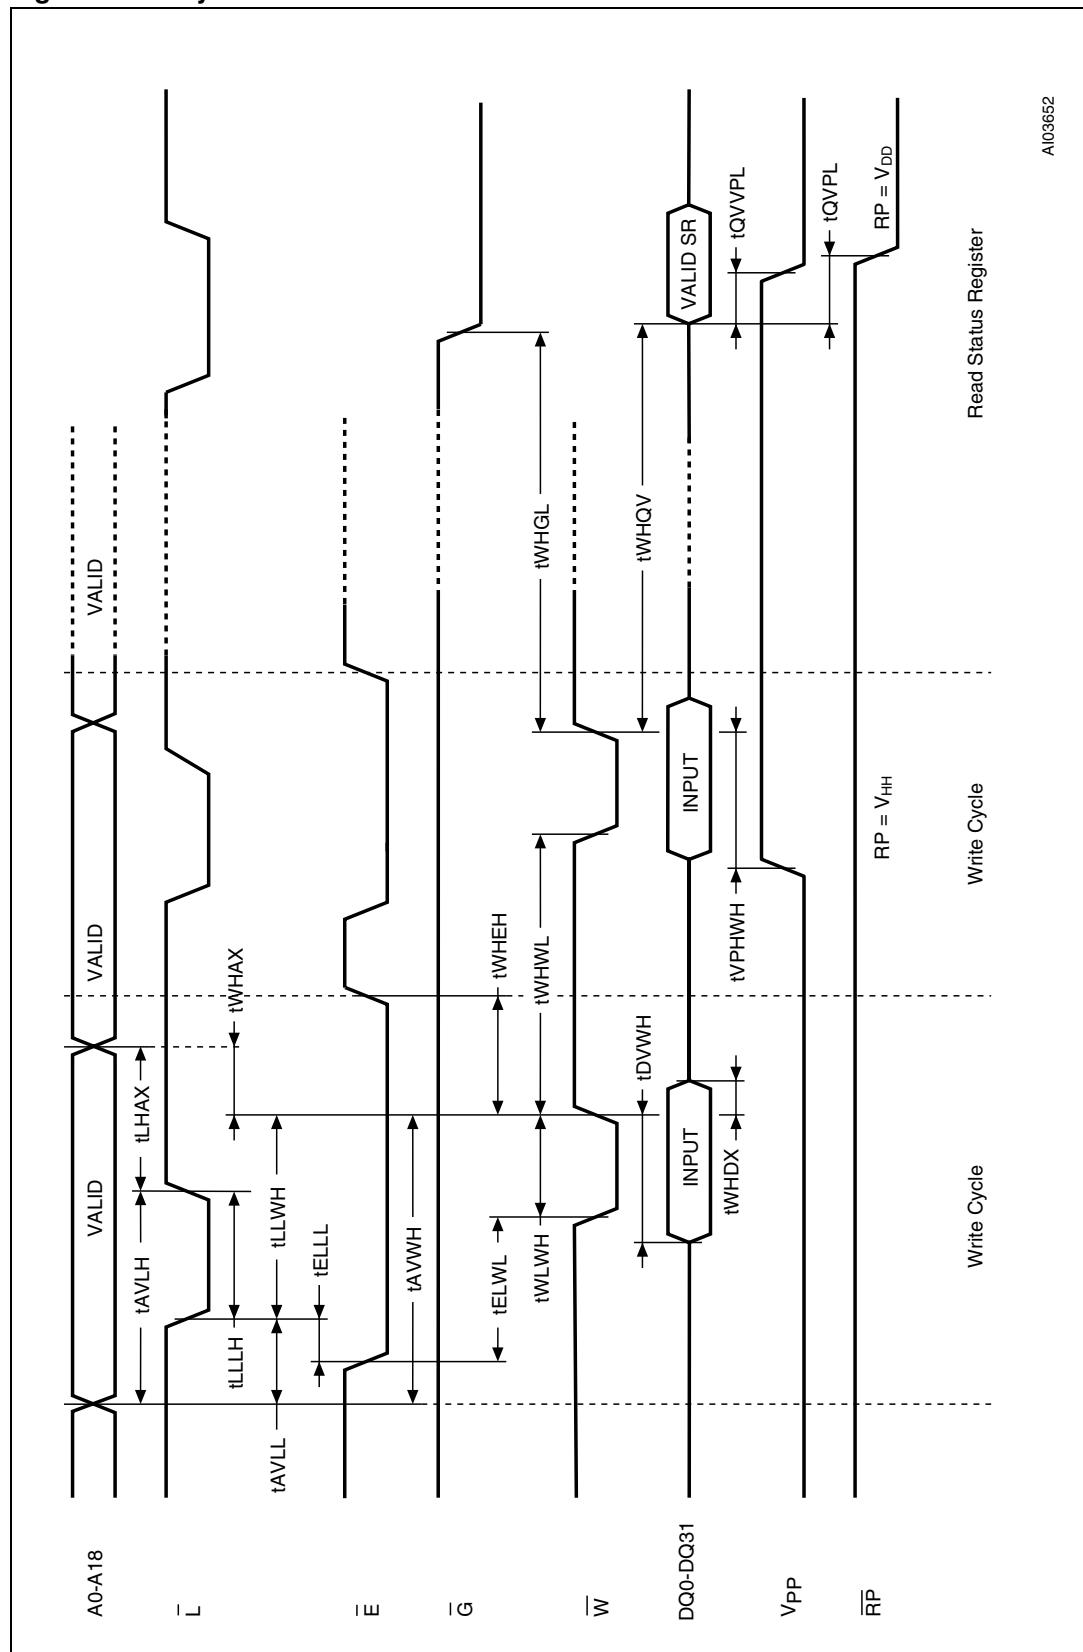 A0-A18
VALID
VALID
VALID
tAVLH
tLHAX
L
tLLLH
tWHAX
tAVLL
tLLWH
tELLL
E
tAVWH
G
tELWL
tWHEH
tWLWH
tWHWL
tWHGL
W
tDVWH
tWHQV
DQ0-DQ31
INPUT
INPUT
VALID SR
tWHDX
tVPHWH
tQVVPL
VPP
tQVPL
RP
RP = VHH
RP = VDD
Write Cycle
Write Cycle
Read Status Register
AI03652